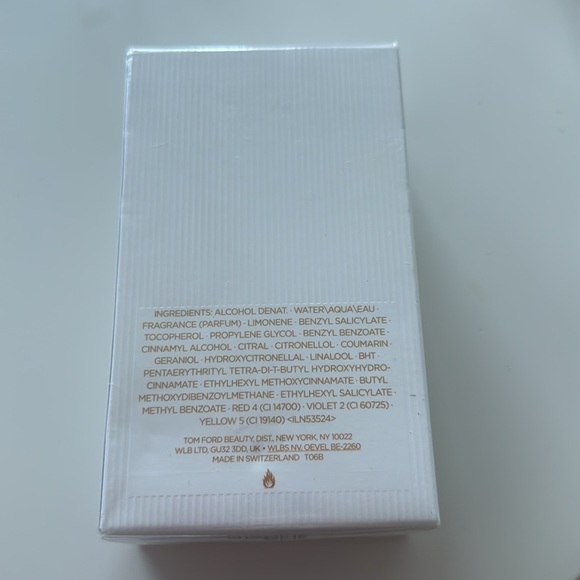 INGREDIENTS: ALCOHOL DENAT. · WATER\AQUA\EAU ·
FRAGRANCE (PARFUM) · LIMONENE · BENZYL SALICYLATE ·
TOCOPHEROL · PROPYLENE GLYCOL · BENZYL BENZOATE ·
CINNAMYL ALCOHOL · CITRAL · CITRONELLOL · COUMARIN ·
GERANIOL · HYDROXYCITRONELLAL · LINALOOL · BHT ·
PENTAERYTHRITYL TETRA-DI-T-BUTYL HYDROXYHYDRO-
CINNAMATE · ETHYLHEXYL METHOXYCINNAMATE · BUTYL
METHOXYDIBENZOYLMETHANE · ETHYLHEXYL SALICYLATE ·
METHYL BENZOATE · RED 4 (CI 14700) · VIOLET 2 (CI 60725) ·
YELLOW 5 (CI 19140) <ILN53524>
TOM FORD BEAUTY, DIST., NEW YORK, NY 10022
WLB LTD, GU32 3DD, UK • WLBS NV, OEVEL BE-2260
MADE IN SWITZERLAND T06B